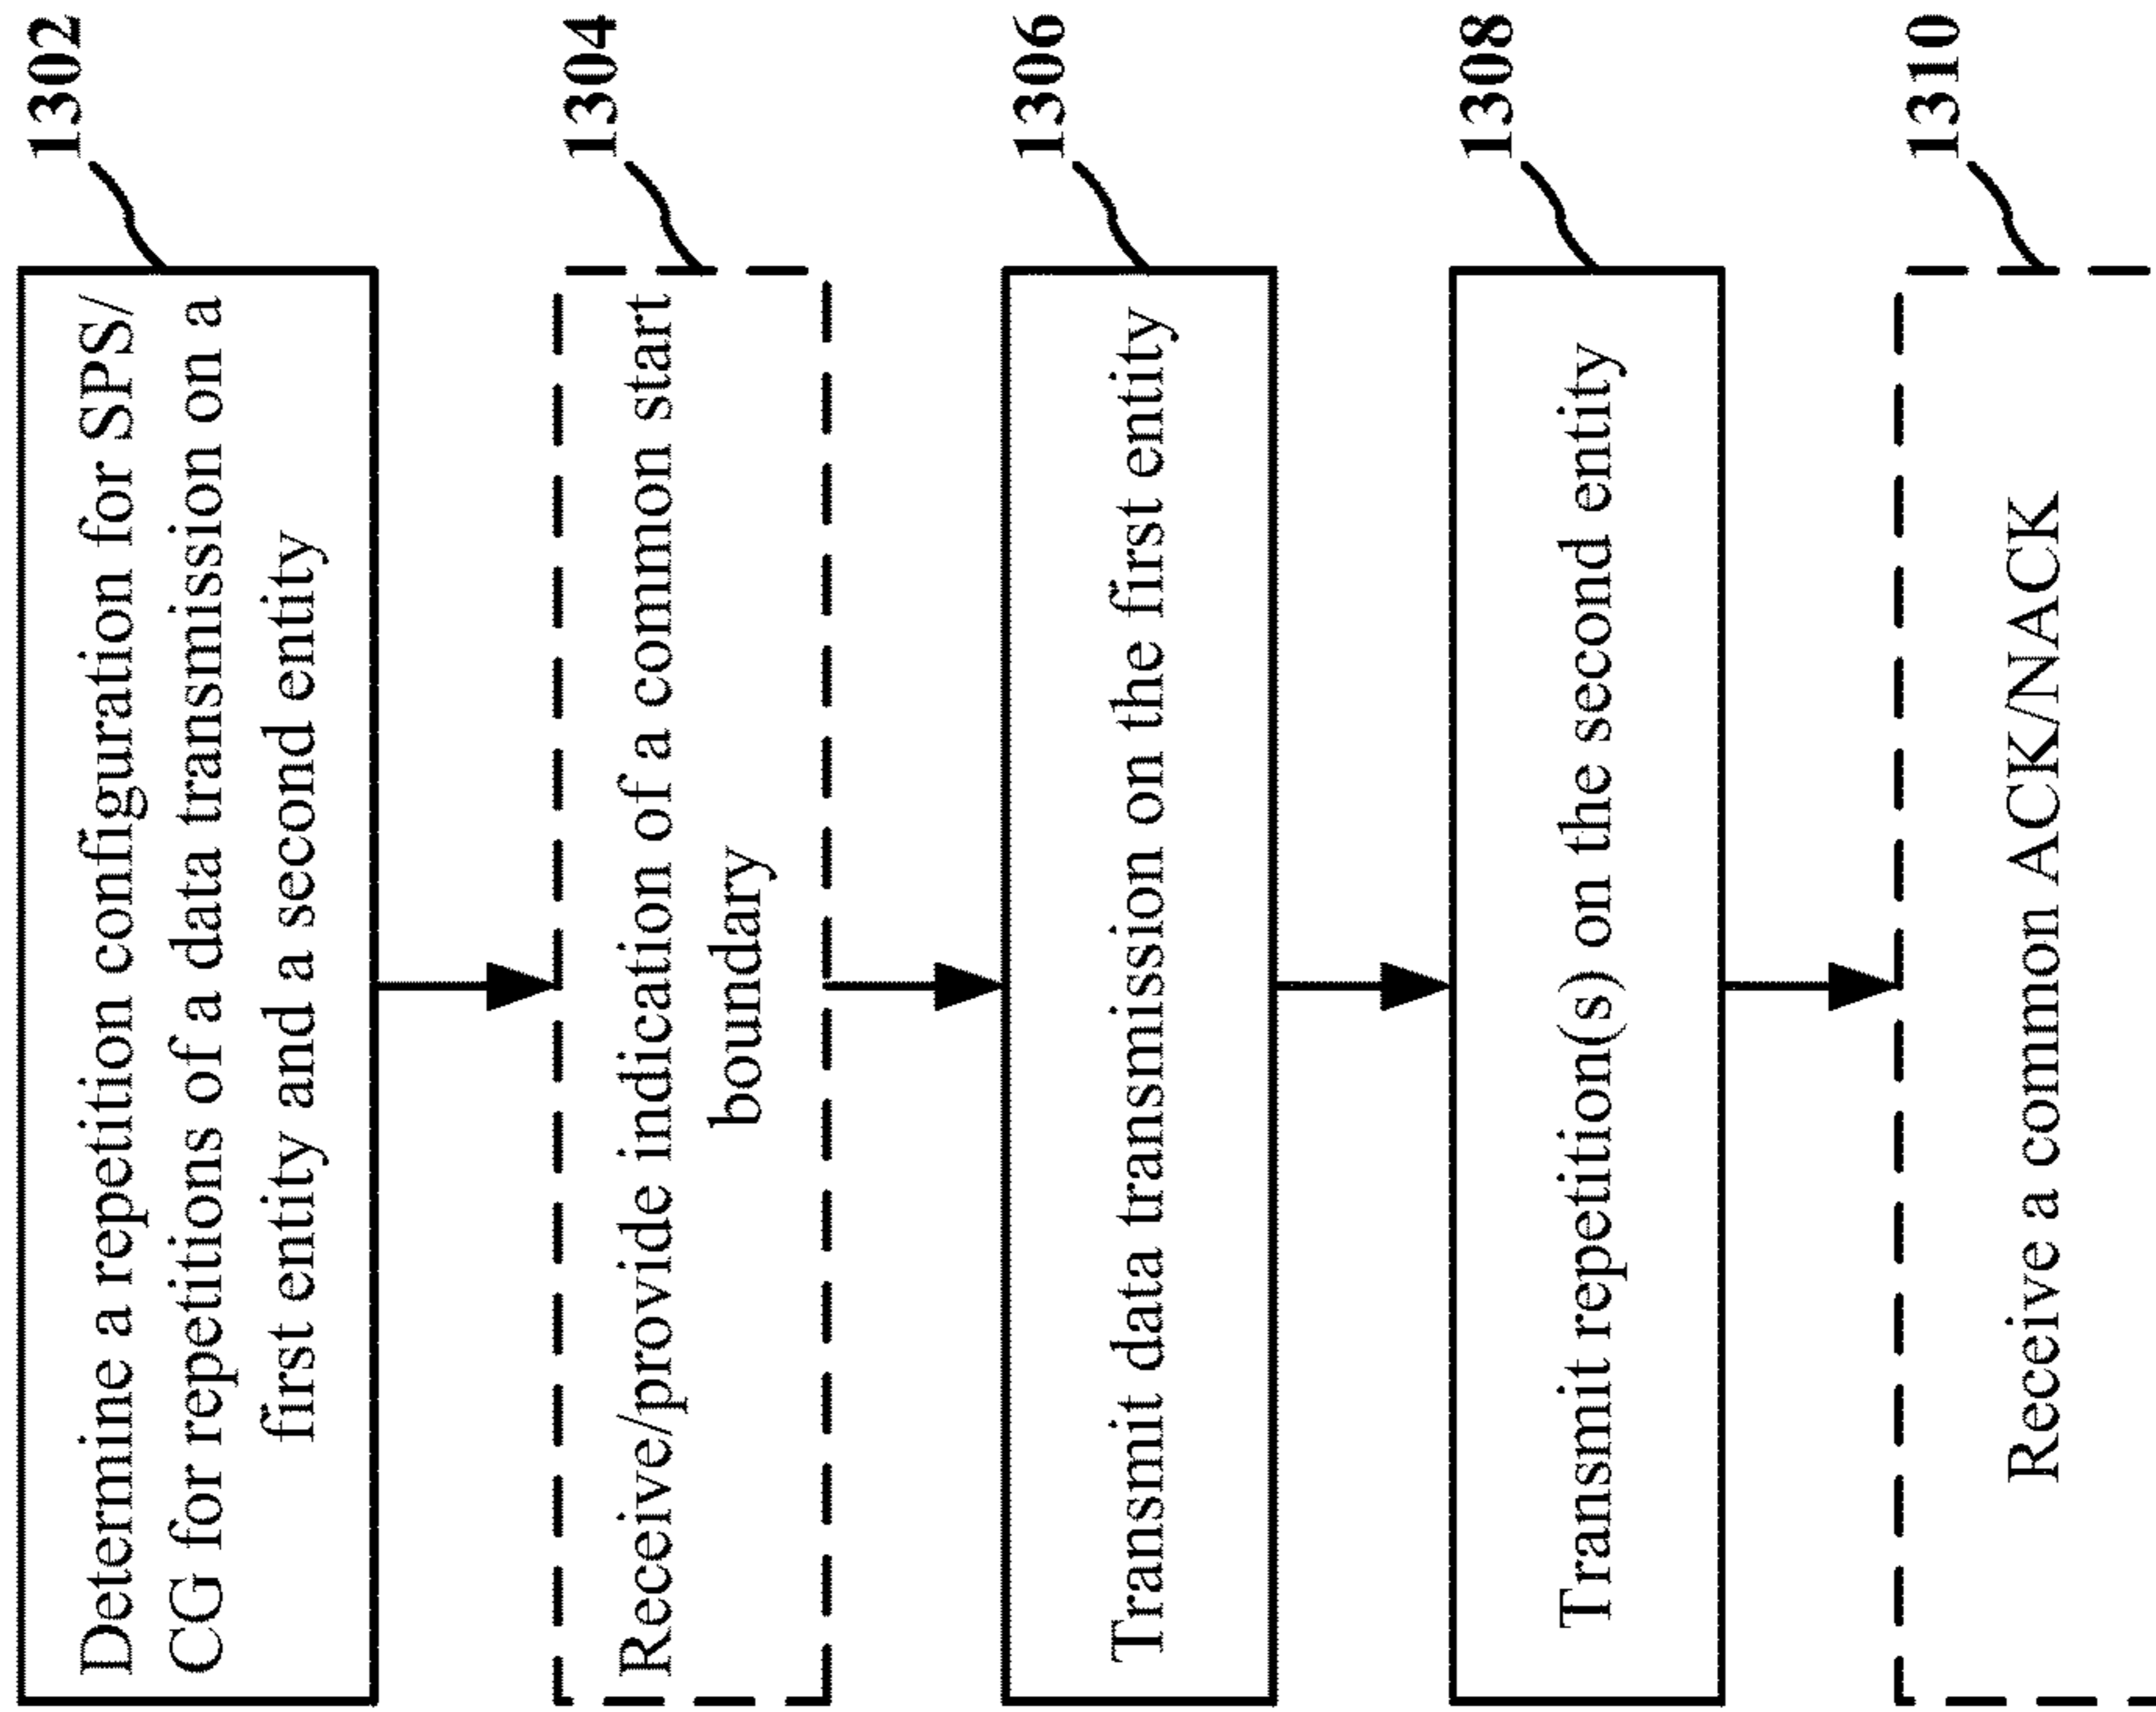 1302
Determine a repetition configuration for SPS/
CG for repetitions of a data transmission on a
first entity and a second entity
1304
Receive/provide indication of a common start
boundary
1306
Transmit data transmission on the first entity
1308
Transmit repetition(s) on the second entity
1310
Receive a common ACK/NACK